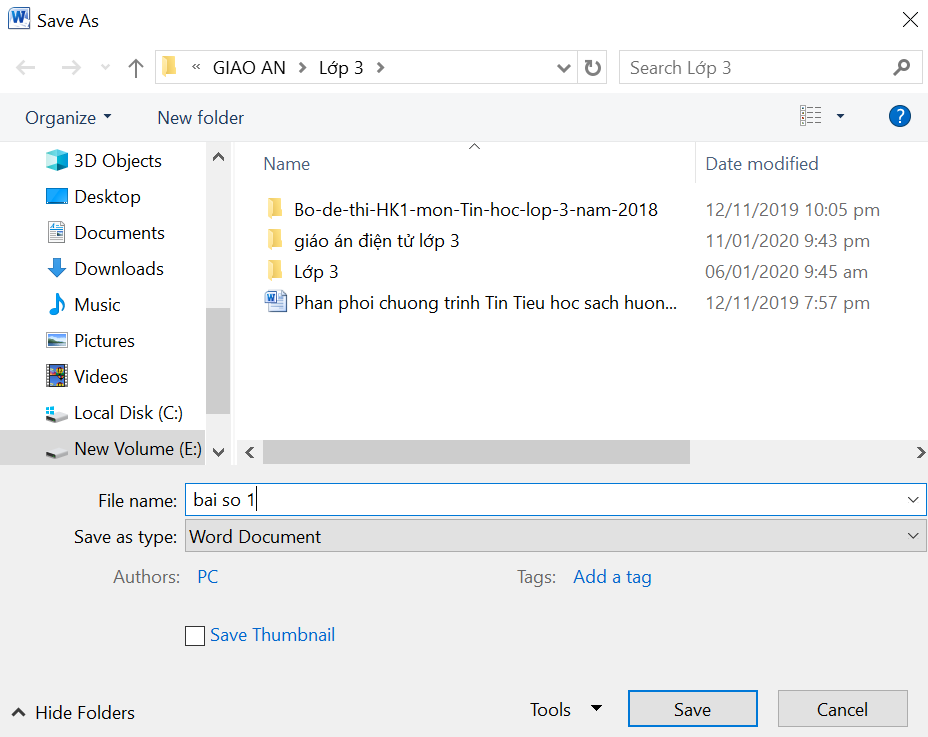 Save As
« GIAO AN > Lớp 3 >
Search Lớp 3
Organize
New folder
?
3D Objects
Desktop
Documents
Downloads
Music
Pictures
Videos
Local Disk (C:)
New Volume (E:)
Name Date modified
Bo-de-thi-HK1-mon-Tin-hoc-lop-3-nam-2018 12/11/2019 10:05 pm
giáo án điện tử lớp 3 11/01/2020 9:43 pm
Lớp 3 06/01/2020 9:45 am
Phan phoi chuong trinh Tin Tieu hoc sach huon... 12/11/2019 7:57 pm
File name: bai so 1
Save as type: Word Document
Authors: PC Tags: Add a tag
Save Thumbnail
Hide Folders Tools Save Cancel